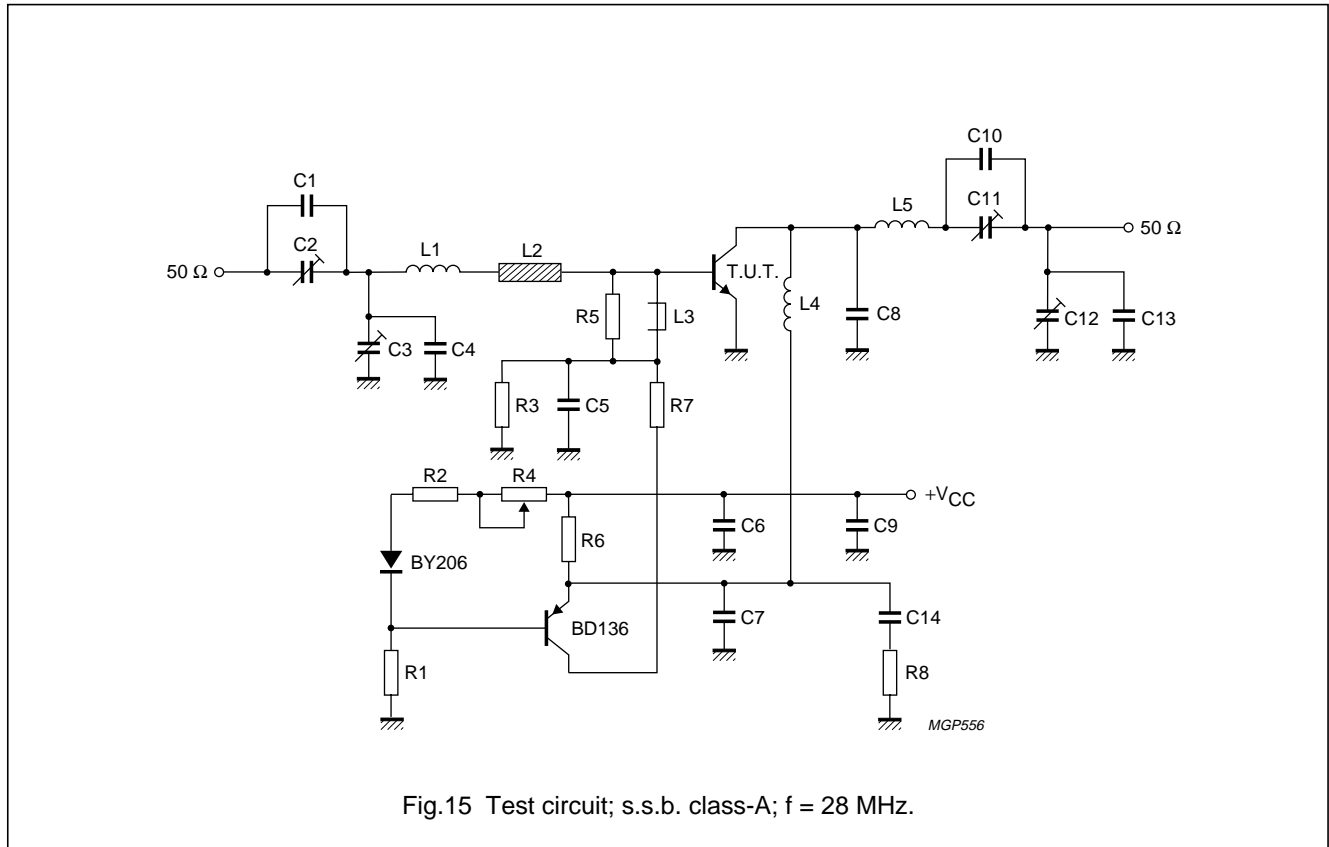 C10
C1
C11
L5
C2
L1
L2
50 Ω
50 Ω
T.U.T.
R5
L3
L4
C8
C12
C13
C3
C4
R3
C5
R7
R2
R4
+VCC
C6
C9
R6
BY206
C7
C14
BD136
R1
R8
MGP556
Fig.15 Test circuit; s.s.b. class-A; f = 28 MHz.